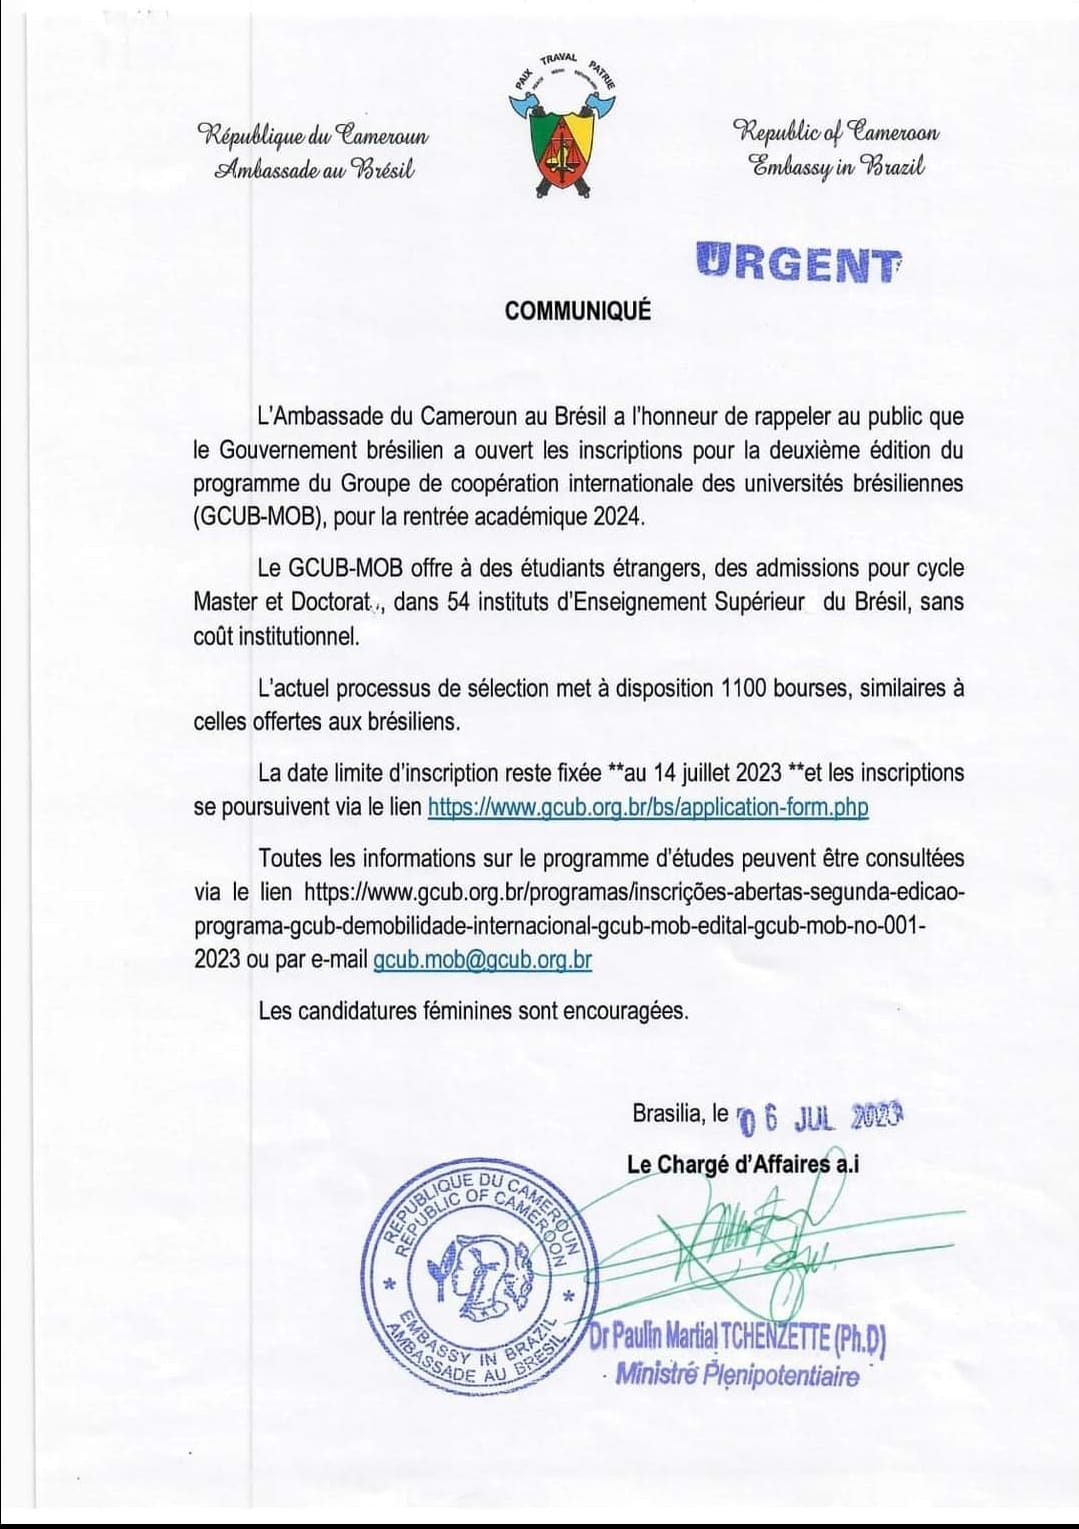 PAIX TRAVAL PATRIE
République du Cameroun
Ambassade au Brésil
Republic of Cameroon
Embassy in Brazil
URGENT
COMMUNIQUÉ
L'Ambassade du Cameroun au Brésil a l'honneur de rappeler au public que
le Gouvernement brésilien a ouvert les inscriptions pour la deuxième édition du
programme du Groupe de coopération internationale des universités brésiliennes
(GCUB-MOB), pour la rentrée académique 2024.
Le GCUB-MOB offre à des étudiants étrangers, des admissions pour cycle
Master et Doctorat , dans 54 instituts d'Enseignement Supérieur du Brésil, sans
coût institutionnel.
L'actuel processus de sélection met à disposition 1100 bourses, similaires à
celles offertes aux brésiliens.
La date limite d'inscription reste fixée **au 14 juillet 2023 **et les inscriptions
se poursuivent via le lien https://www.gcub.org.br/bs/application-form.php
Toutes les informations sur le programme d'études peuvent être consultées
via le lien https://www.gcub.org.br/programas/inscrições-abertas-segunda-edicao-
programa-gcub-demobilidade-internacional-gcub-mob-edital-gcub-mob-no-001-
2023 ou par e-mail gcub.mob@gcub.org.br
Les candidatures féminines sont encouragées.
Brasilia, le 06 JUL 2023
Le Chargé d'Affaires a.i
REPUBLIQUE DU CAMEROUN
REPUBLIC OF CAMEROON
EMBASSY IN BRAZIL
AMBASSADE AU BRESIL
Dr Paulin Martial TCHENZETTE (Ph.D)
Ministré Plenipotentiaire